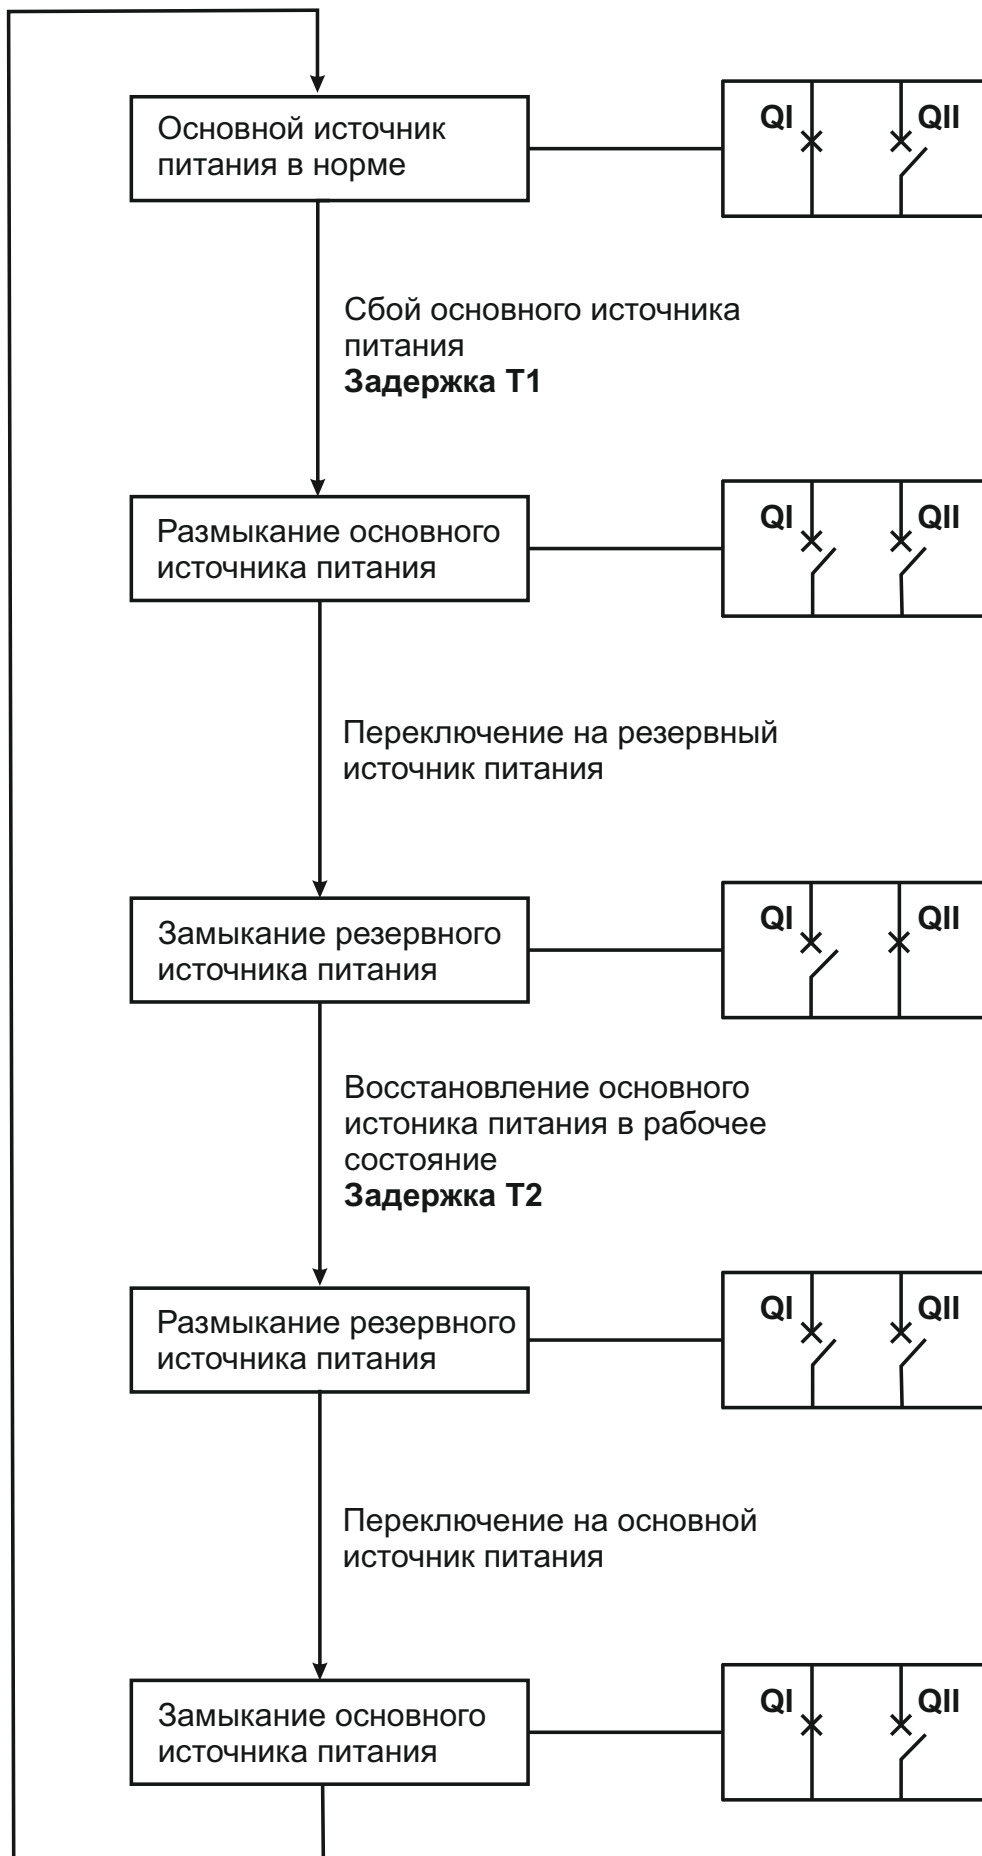 Основной источник
питания в норме
QI QII
Сбой основного источника
питания
Задержка Т1
Размыкание основного
источника питания
QI QII
Переключение на резервный
источник питания
Замыкание резервного
источника питания
QI QII
Восстановление основного
истоника питания в рабочее
состояние
Задержка Т2
Размыкание резервного
источника питания
QI QII
Переключение на основной
источник питания
Замыкание основного
источника питания
QI QII